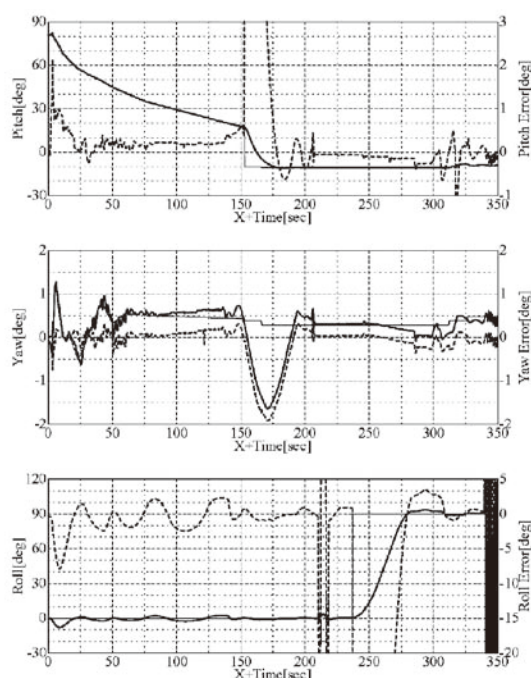 90 3
60 2
30 1
0 0
-30 -1
0 50 100 150 200 250 300 350
X+Time[sec]
Pitch[deg]
Pitch Error[deg]
2 2
1 1
0 0
-1 -1
-2 -2
0 50 100 150 200 250 300 350
X+Time[sec]
Yaw[deg]
Yaw Error[deg]
120 5
90 0
60 -5
30 -10
0 -15
-30 -20
0 50 100 150 200 250 300 350
X+Time[sec]
Roll[deg]
Roll Error[deg]